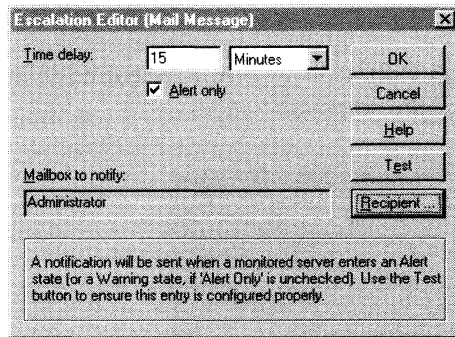 Escalation Editor (Mail Message)
Time delay: 15 Minutes OK
Alert only Cancel
Help
Test
Mailbox to notify:
Administrator Recipient ...
A notification will be sent when a monitored server enters an Alert
state (or a Warning state, if 'Alert Only' is unchecked). Use the Test
button to ensure this entry is configured properly.